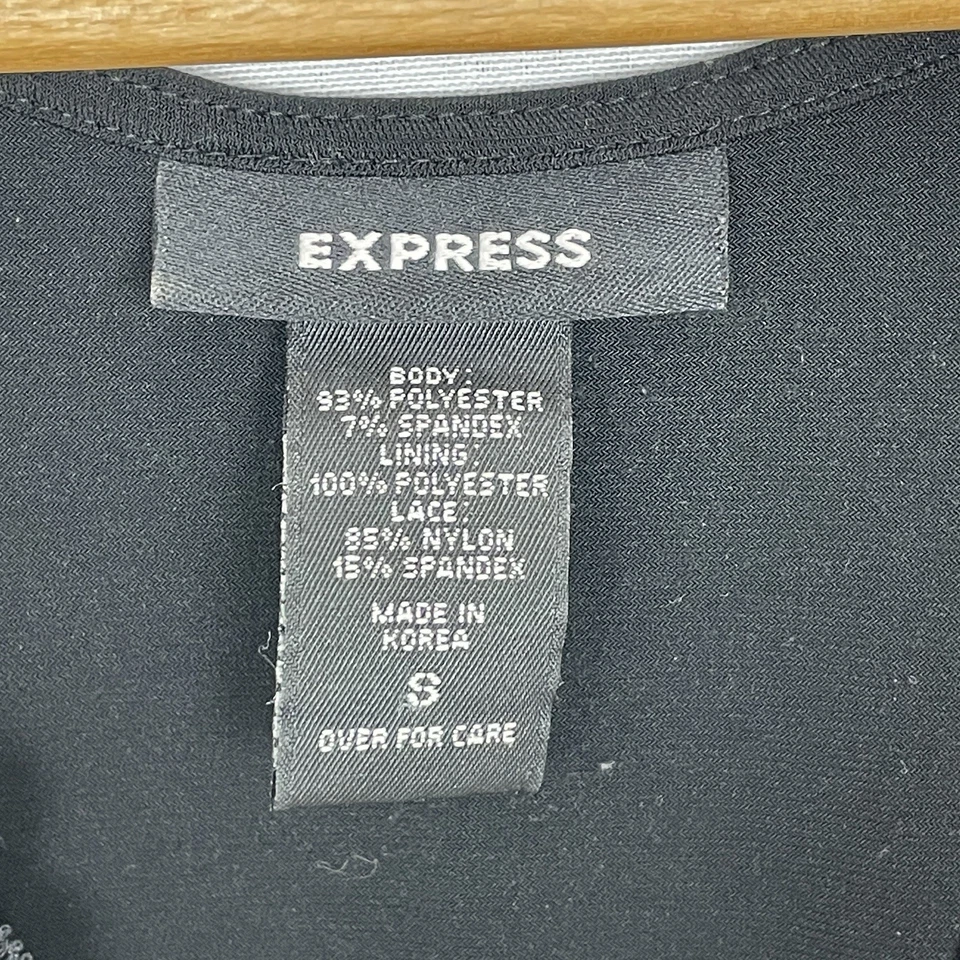 EXPRESS
BODY:
93% POLYESTER
7% SPANDEX
LINING:
100% POLYESTER
LACE:
85% NYLON
15% SPANDEX
MADE IN
KOREA
S
OVER FOR CARE